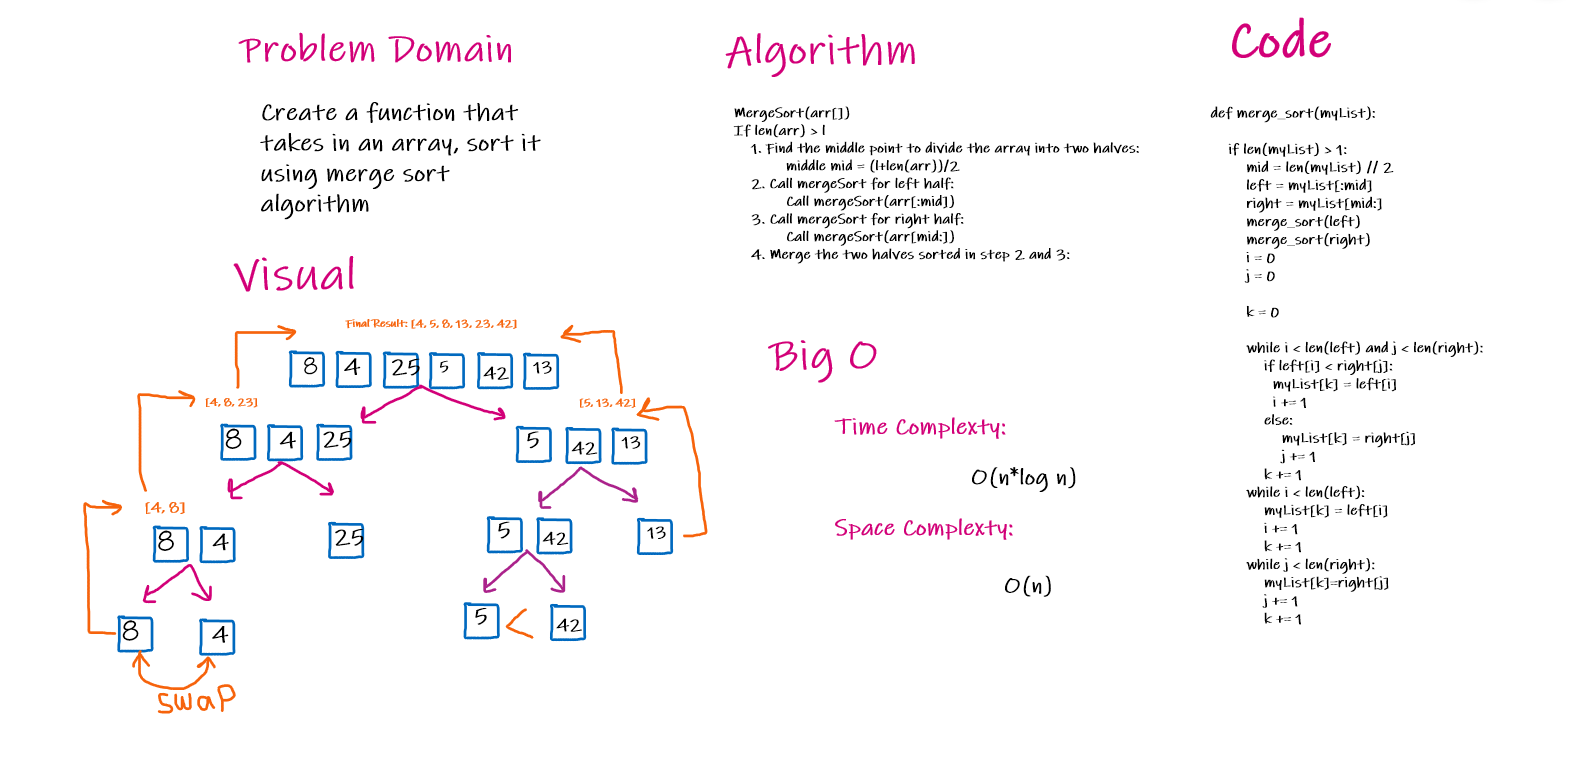 Problem Domain
Create a function that
takes in an array, sort it
using merge sort
algorithm
Visual
Final Result: [4, 5, 8, 13, 23, 42]
8 4 25 5 42 13
[4, 8, 23]
[5, 13, 42]
8 4 25
5 42 13
[4, 8]
8 4
25
5 42
13
8
4
5 < 42
swap
Algorithm
MergeSort(arr[])
If len(arr) > 1
1. Find the middle point to divide the array into two halves:
middle mid = (1+len(arr))/2
2. Call mergeSort for left half:
Call mergeSort(arr[:mid])
3. Call mergeSort for right half:
Call mergeSort(arr[mid:])
4. Merge the two halves sorted in step 2 and 3:
Big O
Time Complexty:
O(n*log n)
Space Complexty:
O(n)
Code
def merge_sort(myList):
if len(myList) > 1:
mid = len(myList) // 2
left = myList[:mid]
right = myList[mid:]
merge_sort(left)
merge_sort(right)
i = 0
j = 0
k = 0
while i < len(left) and j < len(right):
if left[i] < right[j]:
myList[k] = left[i]
i += 1
else:
myList[k] = right[j]
j += 1
k += 1
while i < len(left):
myList[k] = left[i]
i += 1
k += 1
while j < len(right):
myList[k]=right[j]
j += 1
k += 1